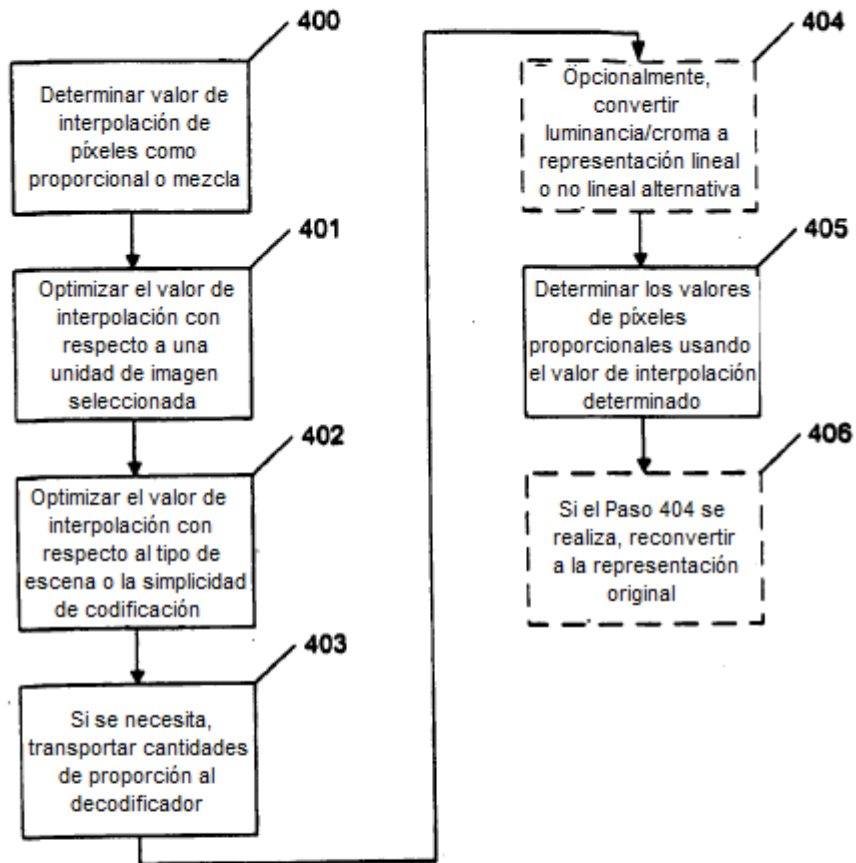 400
Determinar valor de
interpolación de
píxeles como
proporcional o mezcla
401
Optimizar el valor de
interpolación con
respecto a una
unidad de imagen
seleccionada
402
Optimizar el valor de
interpolación con
respecto al tipo de
escena o la simplicidad
de codificación
403
Si se necesita,
transportar cantidades
de proporción al
decodificador
404
Opcionalmente,
convertir
luminancia/croma a
representación lineal
o no lineal alternativa
405
Determinar los valores
de píxeles
proporcionales usando
el valor de interpolación
determinado
406
Si el Paso 404 se
realiza, reconvertir
a la representación
original